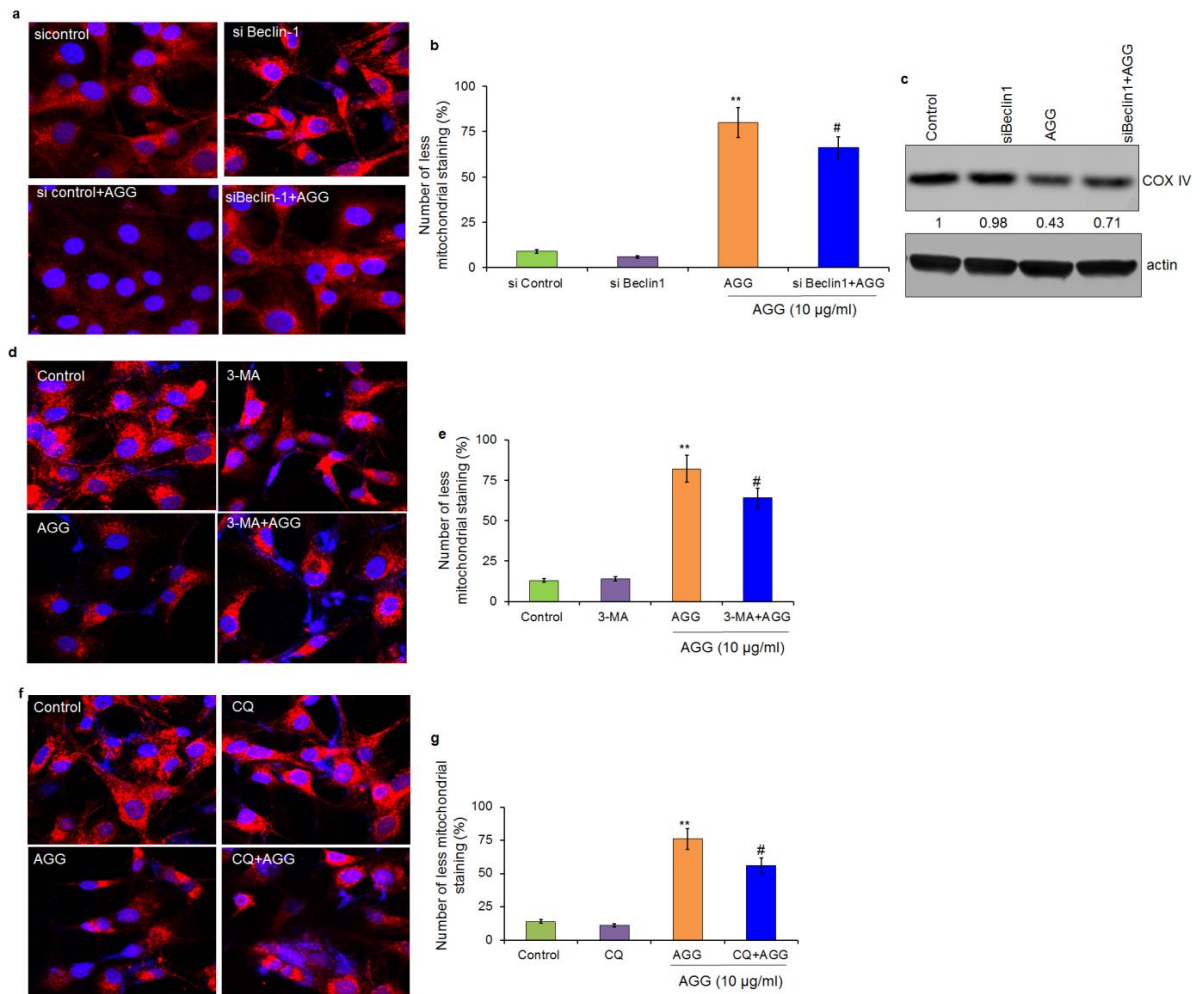 a
sicontrol
si Beclin-1
si control+AGG
siBeclin-1+AGG
b
Number of less
mitochondrial staining (%)
100
75
50
25
0
**
#
si Control
si Beclin1
AGG
si Beclin1+AGG
AGG (10 µg/ml)
c
Control
siBeclin1
AGG
siBeclin1+AGG
COX IV
1 0.98 0.43 0.71
actin
d
Control
3-MA
AGG
3-MA+AGG
e
Number of less
mitochondrial staining (%)
100
75
50
25
0
**
#
Control
3-MA
AGG
3-MA+AGG
AGG (10 µg/ml)
f
Control
CQ
AGG
CQ+AGG
g
Number of less mitochondrial
staining (%)
100
75
50
25
0
**
#
Control
CQ
AGG
CQ+AGG
AGG (10 µg/ml)